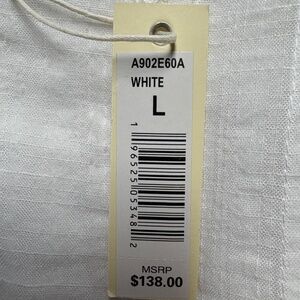 A902E60A
WHITE
L
1 96525 05348 2
MSRP
$138.00